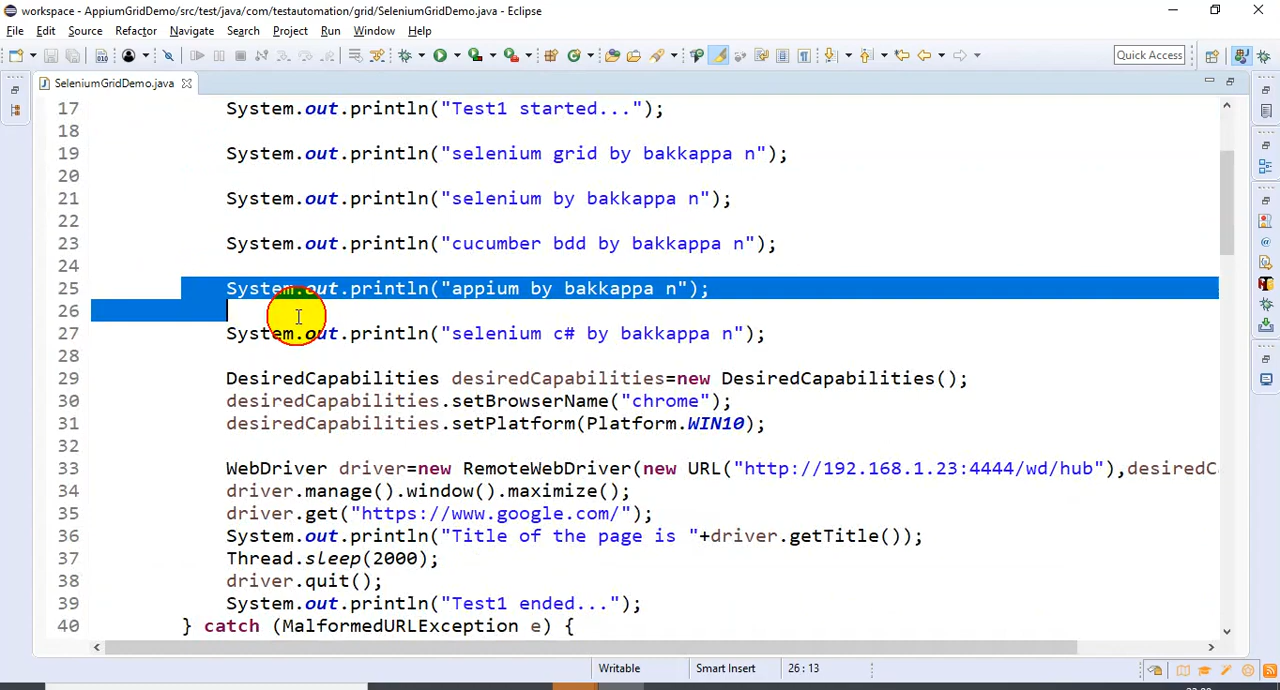 workspace - AppiumGridDemo/src/test/java/com/testautomation/grid/SeleniumGridDemo.java - Eclipse
File Edit Source Refactor Navigate Search Project Run Window Help
Quick Access
SeleniumGridDemo.java
17 System.out.println("Test1 started...");
18
19 System.out.println("selenium grid by bakkappa n");
20
21 System.out.println("selenium by bakkappa n");
22
23 System.out.println("cucumber bdd by bakkappa n");
24
25 System.out.println("appium by bakkappa n");
26
27 System.out.println("selenium c# by bakkappa n");
28
29 DesiredCapabilities desiredCapabilities=new DesiredCapabilities();
30 desiredCapabilities.setBrowserName("chrome");
31 desiredCapabilities.setPlatform(Platform.WIN10);
32
33 WebDriver driver=new RemoteWebDriver(new URL("http://192.168.1.23:4444/wd/hub"),desiredCa
34 driver.manage().window().maximize();
35 driver.get("https://www.google.com/");
36 System.out.println("Title of the page is "+driver.getTitle());
37 Thread.sleep(2000);
38 driver.quit();
39 System.out.println("Test1 ended...");
40 } catch (MalformedURLException e) {
Writable Smart Insert 26 : 13